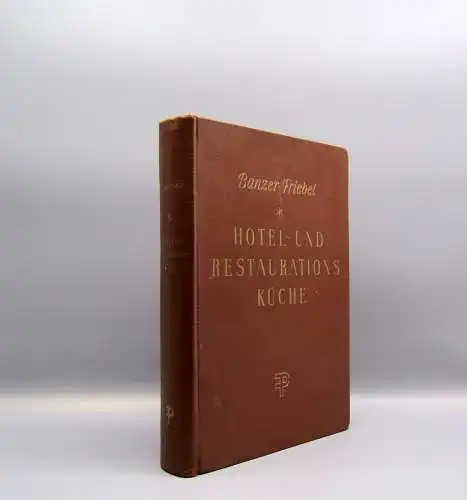 Banzer-Friebel
*
HOTEL- UND
RESTAURATIONS
KÜCHE